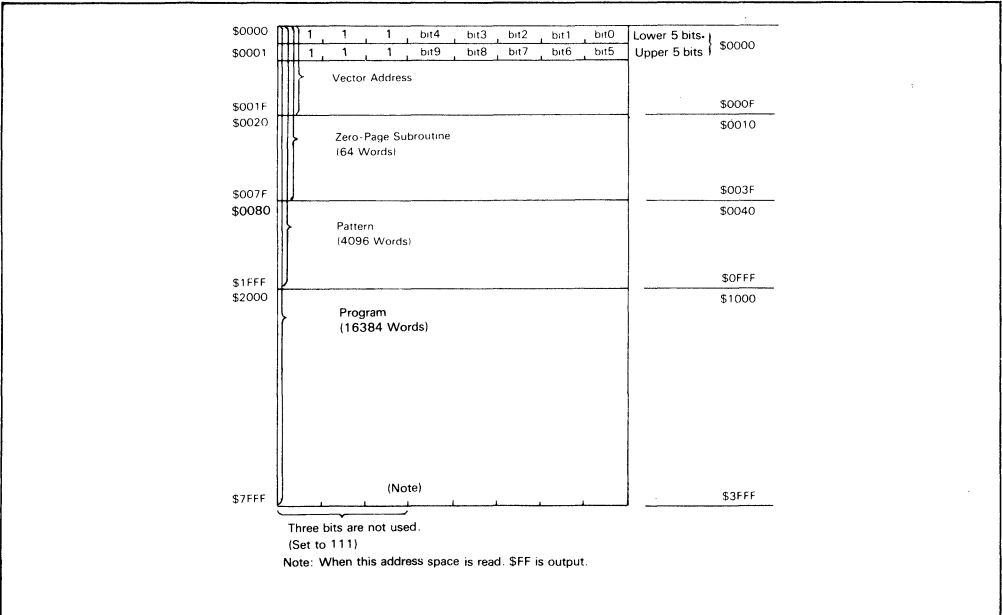 $0000 1 1 1 bit4 bit3 bit2 bit1 bit0 Lower 5 bits $0000
$0001 1 1 1 bit9 bit8 bit7 bit6 bit5 Upper 5 bits
Vector Address
$001F $000F
$0020 $0010
Zero-Page Subroutine
(64 Words)
$007F $003F
$0080 $0040
Pattern
(4096 Words)
$1FFF $0FFF
$2000 $1000
Program
(16384 Words)
(Note)
$7FFF $3FFF
Three bits are not used.
(Set to 111)
Note: When this address space is read. $FF is output.